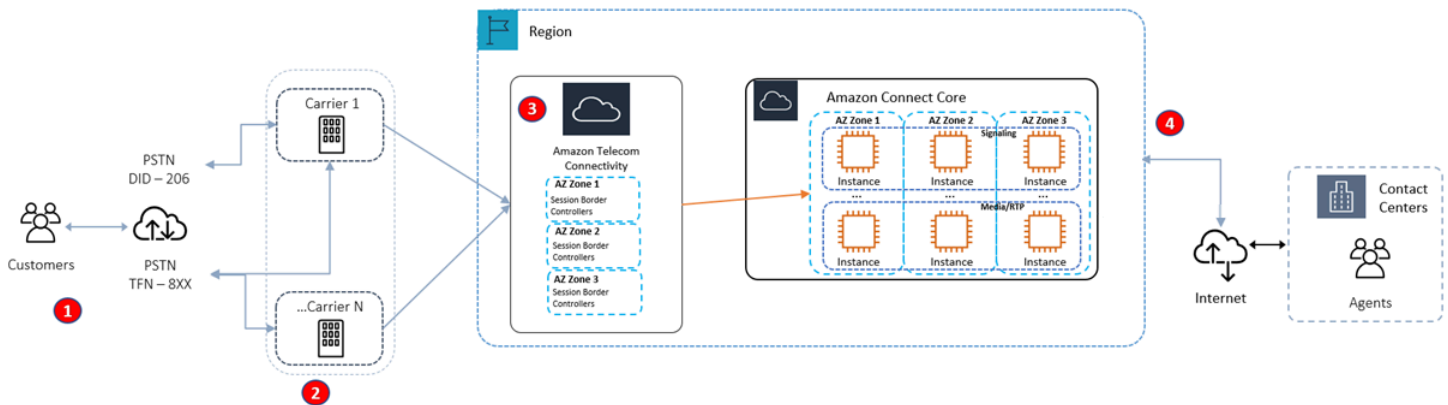 Region
Carrier 1
3
Amazon Connect Core
AZ Zone 1
AZ Zone 2
AZ Zone 3
Signaling
4
Amazon Telecom
Connectivity
PSTN
DID – 206
AZ Zone 1
Session Border
Controllers
Instance
Instance
Instance
...
...
...
Media/RTP
Contact
Centers
AZ Zone 2
Session Border
Controllers
Customers
PSTN
TFN – 8XX
Instance
Instance
Instance
AZ Zone 3
Session Border
Controllers
1
...Carrier N
Internet
Agents
2